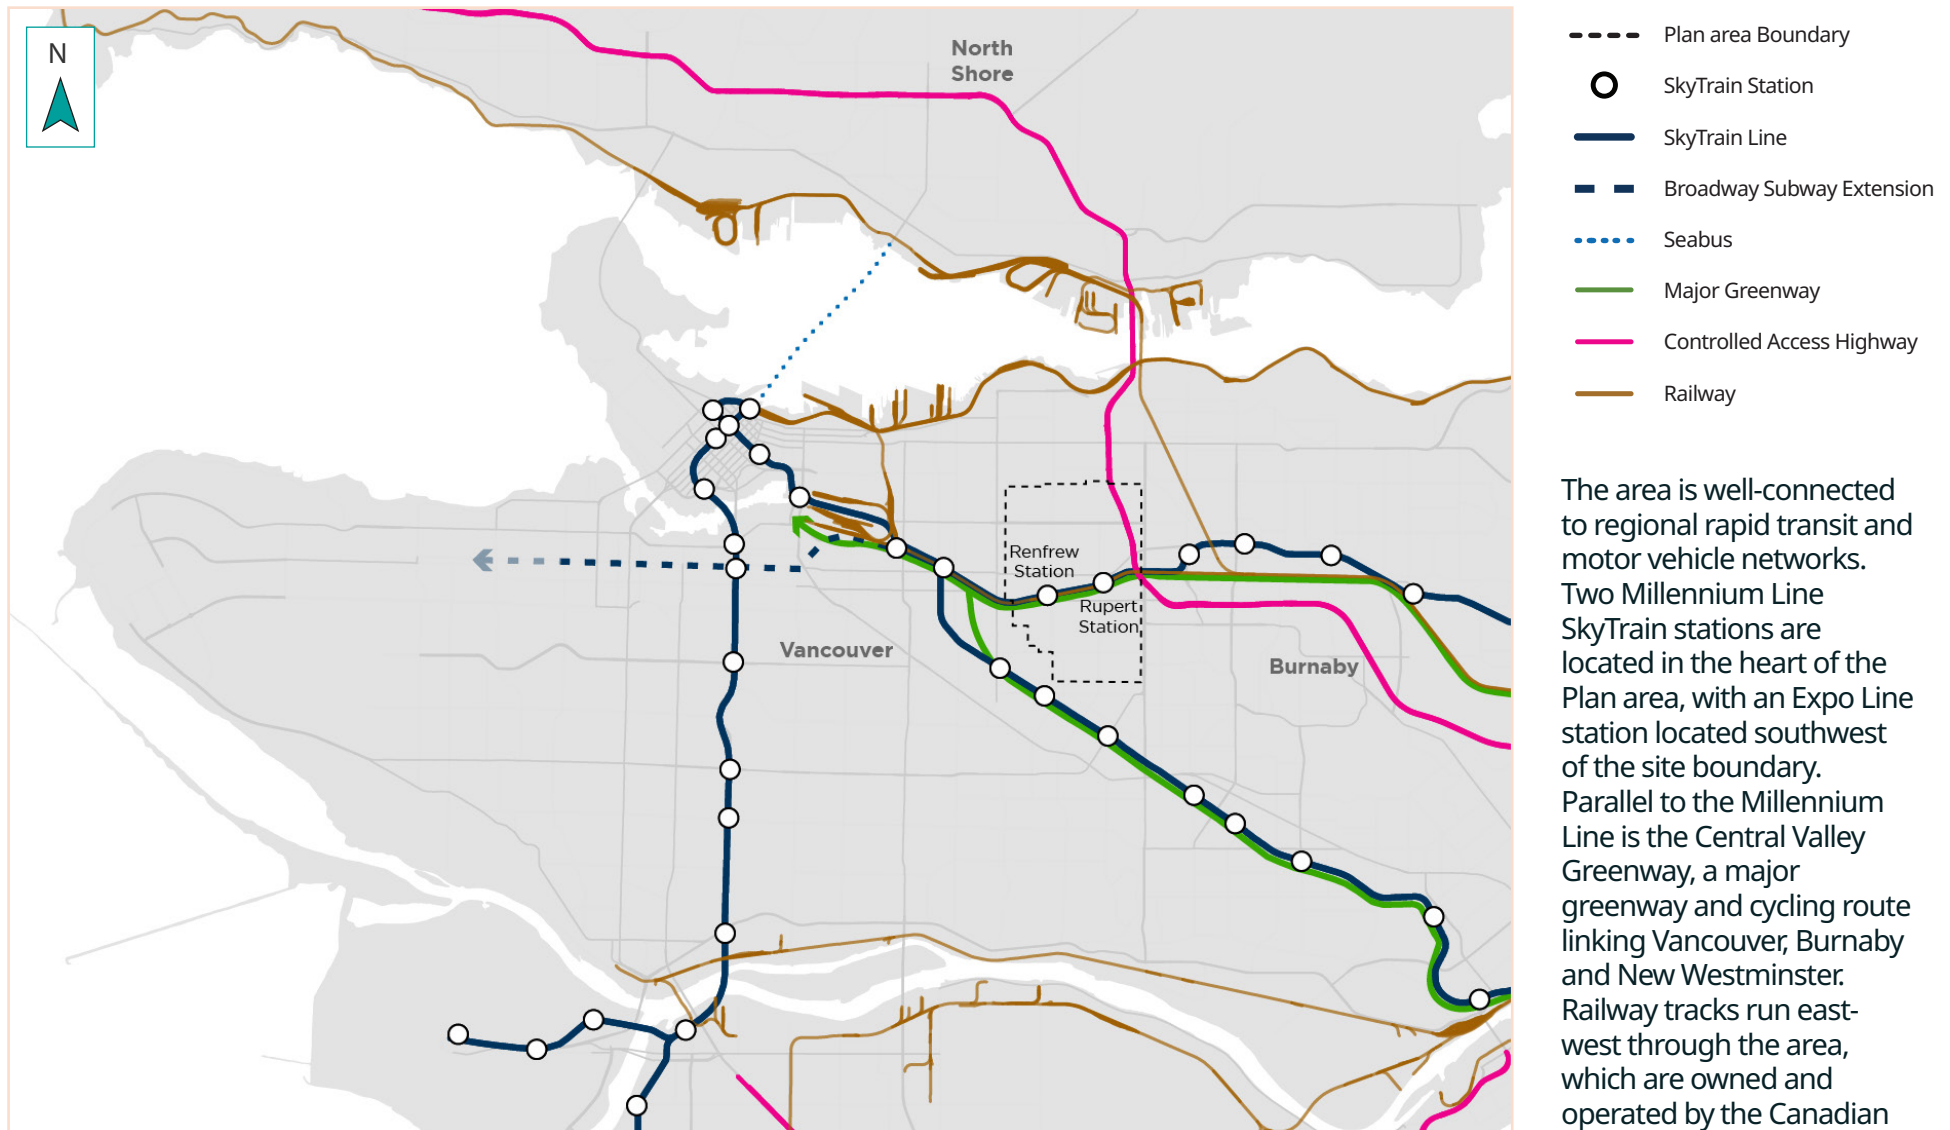 N
North
Shore
Renfrew
Station
Rupert
Station
Vancouver
Burnaby
Plan area Boundary
SkyTrain Station
SkyTrain Line
Broadway Subway Extension
Seabus
Major Greenway
Controlled Access Highway
Railway
The area is well-connected
to regional rapid transit and
motor vehicle networks.
Two Millennium Line
SkyTrain stations are
located in the heart of the
Plan area, with an Expo Line
station located southwest
of the site boundary.
Parallel to the Millennium
Line is the Central Valley
Greenway, a major
greenway and cycling route
linking Vancouver, Burnaby
and New Westminster.
Railway tracks run east-
west through the area,
which are owned and
operated by the Canadian